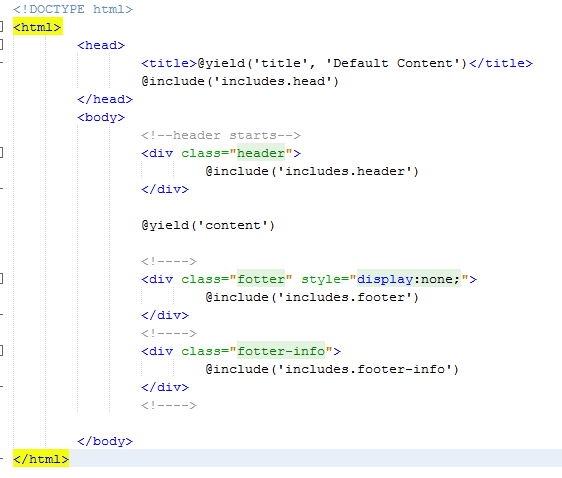 <!DOCTYPE html>
<html>
<head>
<title>@yield('title', 'Default Content')</title>
@include('includes.head')
</head>
<body>
<!--header starts-->
<div class="header">
@include('includes.header')
</div>
@yield('content')
<!---->
<div class="fotter" style="display:none;">
@include('includes.footer')
</div>
<!---->
<div class="fotter-info">
@include('includes.footer-info')
</div>
<!---->
</body>
</html>